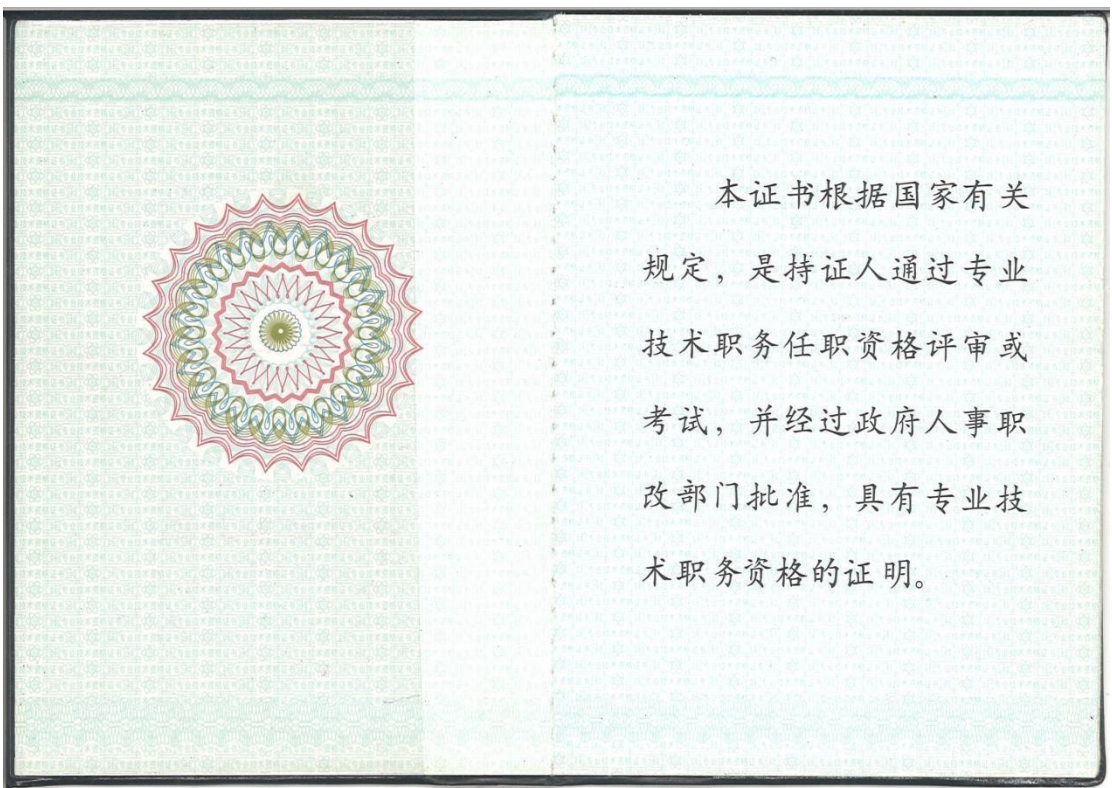 本证书根据国家有关
规定，是持证人通过专业
技术职务任职资格评审或
考试，并经过政府人事职
改部门批准，具有专业技
术职务资格的证明。